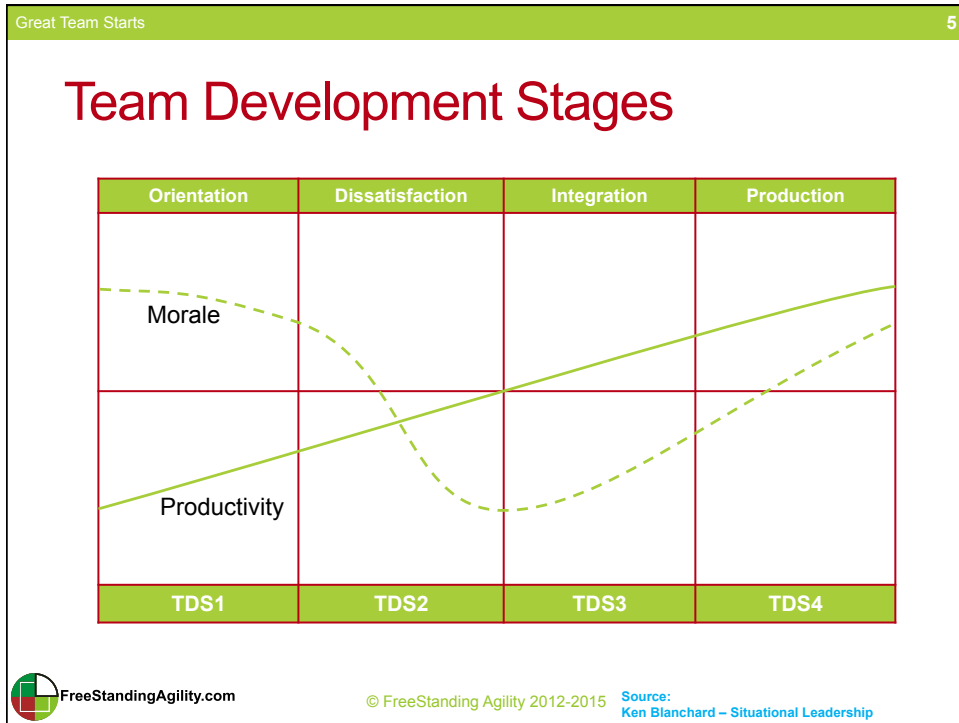 Great Team Starts
5
Team Development Stages
Orientation Dissatisfaction Integration Production
Morale
Productivity
TDS1 TDS2 TDS3 TDS4
FreeStandingAgility.com
© FreeStanding Agility 2012-2015
Source:
Ken Blanchard – Situational Leadership